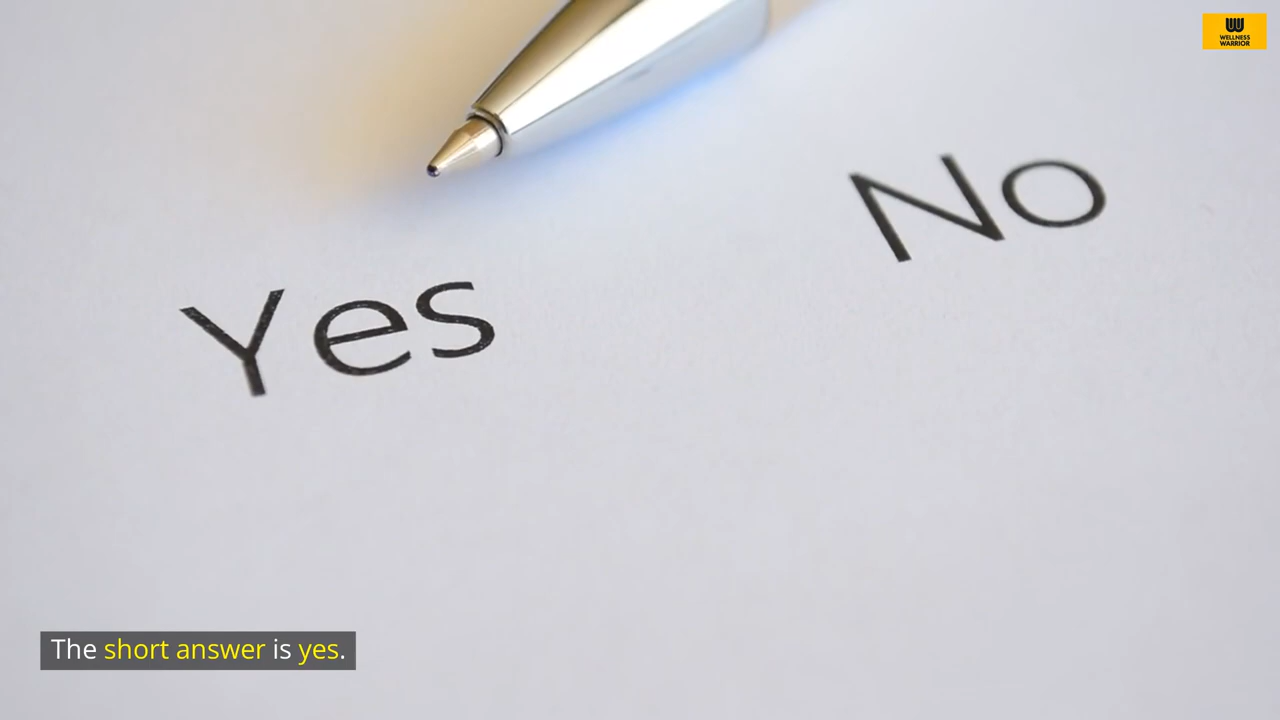 WELLNESS
WARRIOR
No
Yes
The short answer is yes.